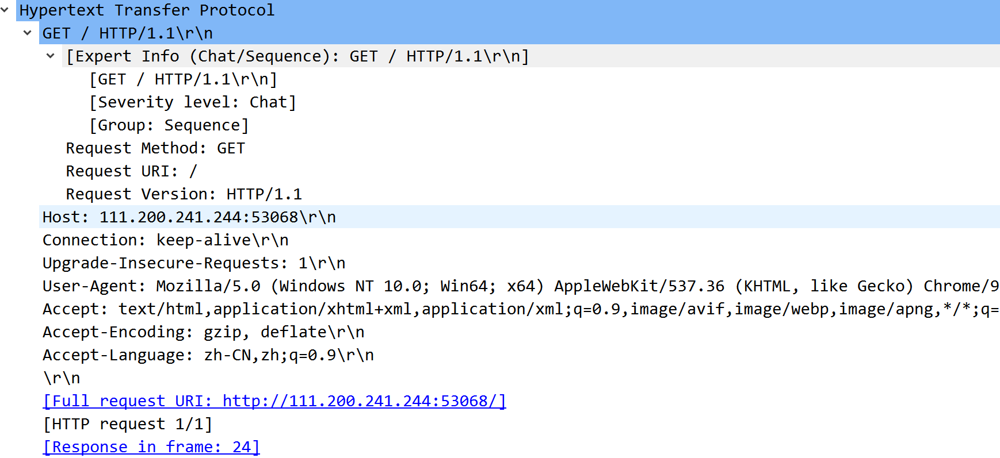 Hypertext Transfer Protocol
GET / HTTP/1.1\r\n
[Expert Info (Chat/Sequence): GET / HTTP/1.1\r\n]
[GET / HTTP/1.1\r\n]
[Severity level: Chat]
[Group: Sequence]
Request Method: GET
Request URI: /
Request Version: HTTP/1.1
Host: 111.200.241.244:53068\r\n
Connection: keep-alive\r\n
Upgrade-Insecure-Requests: 1\r\n
User-Agent: Mozilla/5.0 (Windows NT 10.0; Win64; x64) AppleWebKit/537.36 (KHTML, like Gecko) Chrome/9
Accept: text/html,application/xhtml+xml,application/xml;q=0.9,image/avif,image/webp,image/apng,*/*;q=
Accept-Encoding: gzip, deflate\r\n
Accept-Language: zh-CN,zh;q=0.9\r\n
\r\n
[Full request URI: http://111.200.241.244:53068/]
[HTTP request 1/1]
[Response in frame: 24]